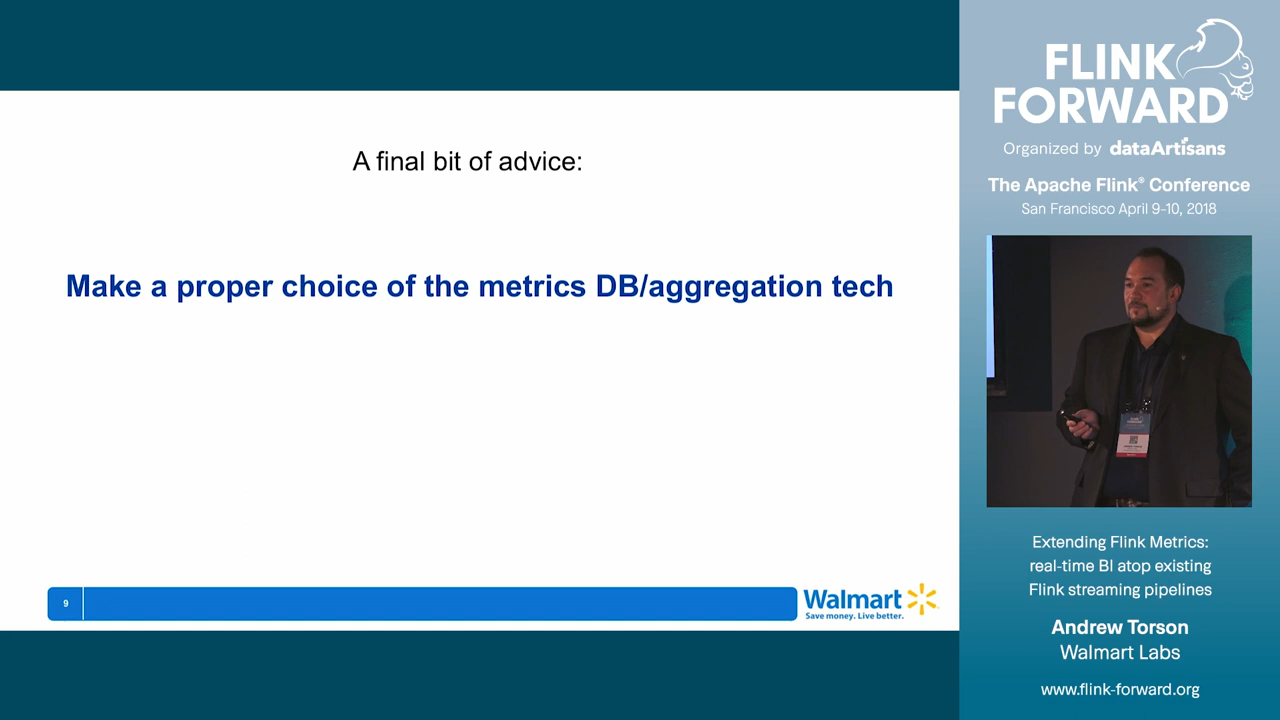 A final bit of advice:
Make a proper choice of the metrics DB/aggregation tech
9
Walmart
Save money. Live better.
FLINK
FORWARD
Organized by dataArtisans
The Apache Flink® Conference
San Francisco April 9-10, 2018
Extending Flink Metrics:
real-time BI atop existing
Flink streaming pipelines
Andrew Torson
Walmart Labs
www.flink-forward.org